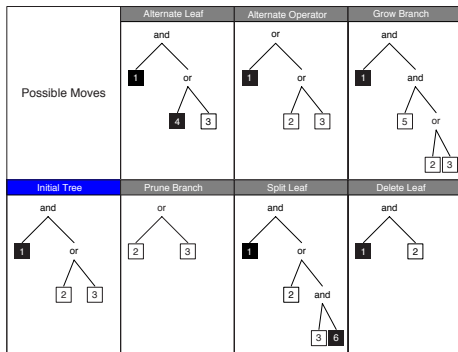 Alternate Leaf Alternate Operator Grow Branch
and or and
1 or 1 or 1 and
4 3 2 3 5 or
2 3
Possible Moves
Initial Tree Prune Branch Split Leaf Delete Leaf
and or and and
1 or 2 3 1 or 1 2
2 3 2 and
3 6